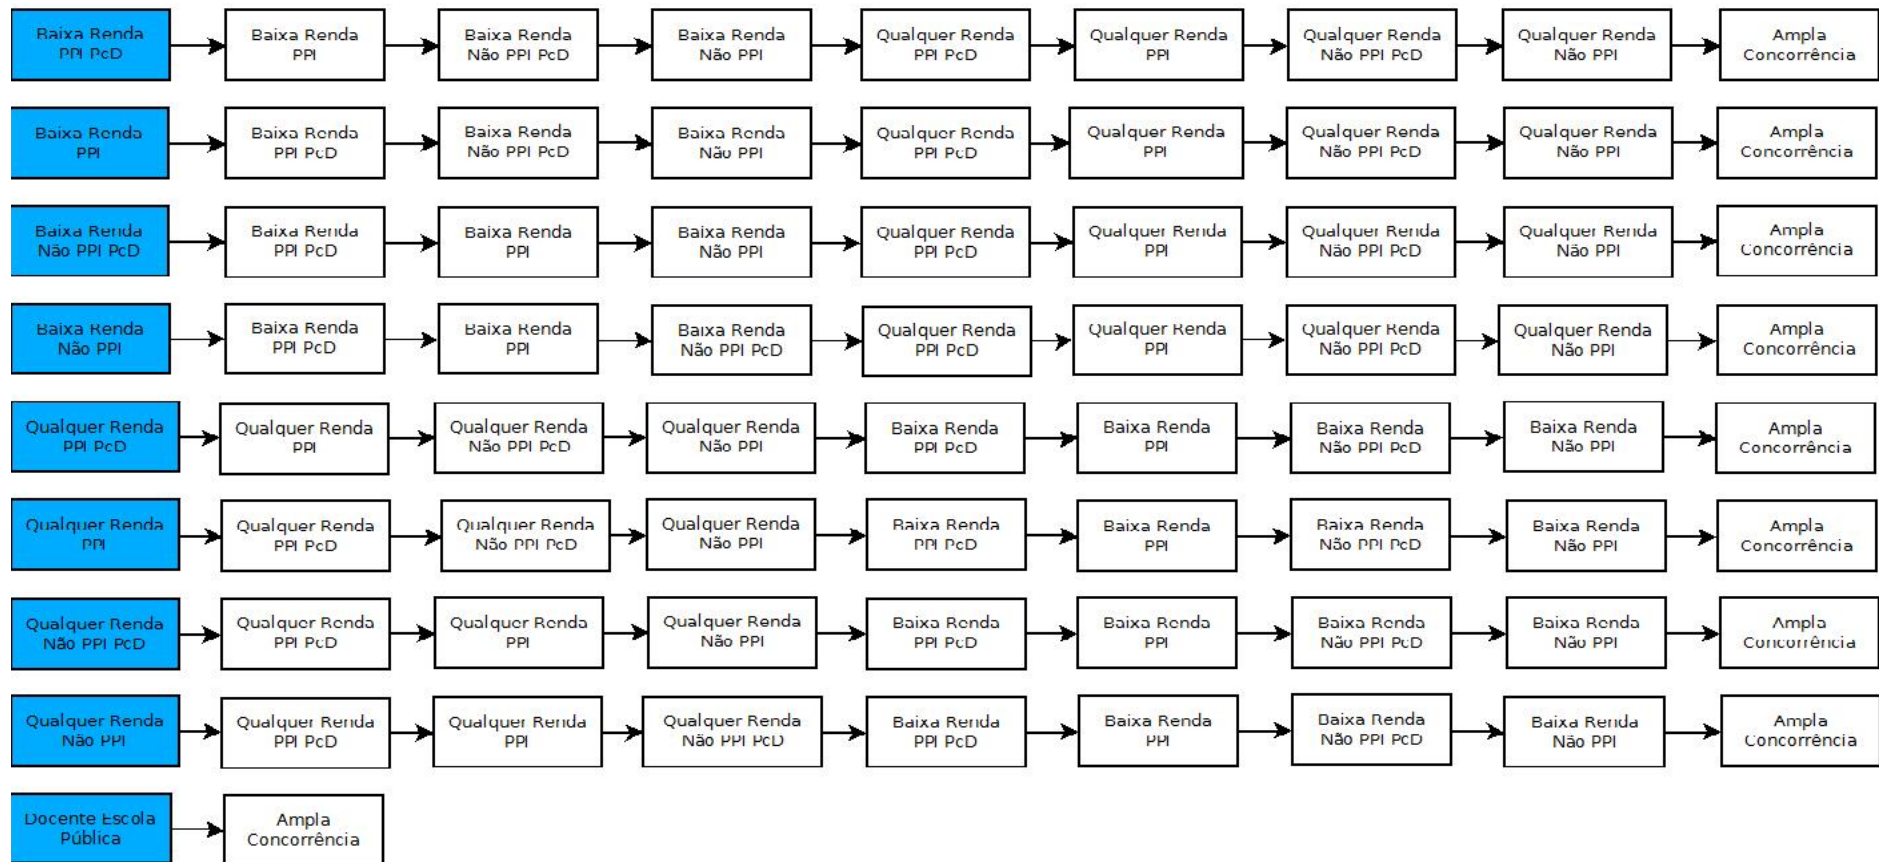 Baixa Renda
PPI PcD
Baixa Renda
PPI
Baixa Renda
Não PPI PcD
Baixa Renda
Não PPI
Qualquer Renda
PPI PcD
Qualquer Renda
PPI
Qualquer Renda
Não PPI PcD
Qualquer Renda
Não PPI
Ampla
Concorrência
Baixa Renda
PPI
Baixa Renda
PPI PcD
Baixa Renda
Não PPI PcD
Baixa Renda
Não PPI
Qualquer Renda
PPI PcD
Qualquer Renda
PPI
Qualquer Renda
Não PPI PcD
Qualquer Renda
Não PPI
Ampla
Concorrência
Baixa Renda
Não PPI PcD
Baixa Renda
PPI PcD
Baixa Renda
PPI
Baixa Renda
Não PPI
Qualquer Renda
PPI PcD
Qualquer Renda
PPI
Qualquer Renda
Não PPI PcD
Qualquer Renda
Não PPI
Ampla
Concorrência
Baixa Renda
Não PPI
Baixa Renda
PPI PcD
Baixa Renda
PPI
Baixa Renda
Não PPI PcD
Qualquer Renda
PPI PcD
Qualquer Renda
PPI
Qualquer Renda
Não PPI PcD
Qualquer Renda
Não PPI
Ampla
Concorrência
Qualquer Renda
PPI PcD
Qualquer Renda
PPI
Qualquer Renda
Não PPI PcD
Qualquer Renda
Não PPI
Baixa Renda
PPI PcD
Baixa Renda
PPI
Baixa Renda
Não PPI PcD
Baixa Renda
Não PPI
Ampla
Concorrência
Qualquer Renda
PPI
Qualquer Renda
PPI PcD
Qualquer Renda
Não PPI PcD
Qualquer Renda
Não PPI
Baixa Renda
PPI PcD
Baixa Renda
PPI
Baixa Renda
Não PPI PcD
Baixa Renda
Não PPI
Ampla
Concorrência
Qualquer Renda
Não PPI PcD
Qualquer Renda
PPI PcD
Qualquer Renda
PPI
Qualquer Renda
Não PPI
Baixa Renda
PPI PcD
Baixa Renda
PPI
Baixa Renda
Não PPI PcD
Baixa Renda
Não PPI
Ampla
Concorrência
Qualquer Renda
Não PPI
Qualquer Renda
PPI PcD
Qualquer Renda
PPI
Qualquer Renda
Não PPI PcD
Baixa Renda
PPI PcD
Baixa Renda
PPI
Baixa Renda
Não PPI PcD
Baixa Renda
Não PPI
Ampla
Concorrência
Docente Escola
Pública
Ampla
Concorrência